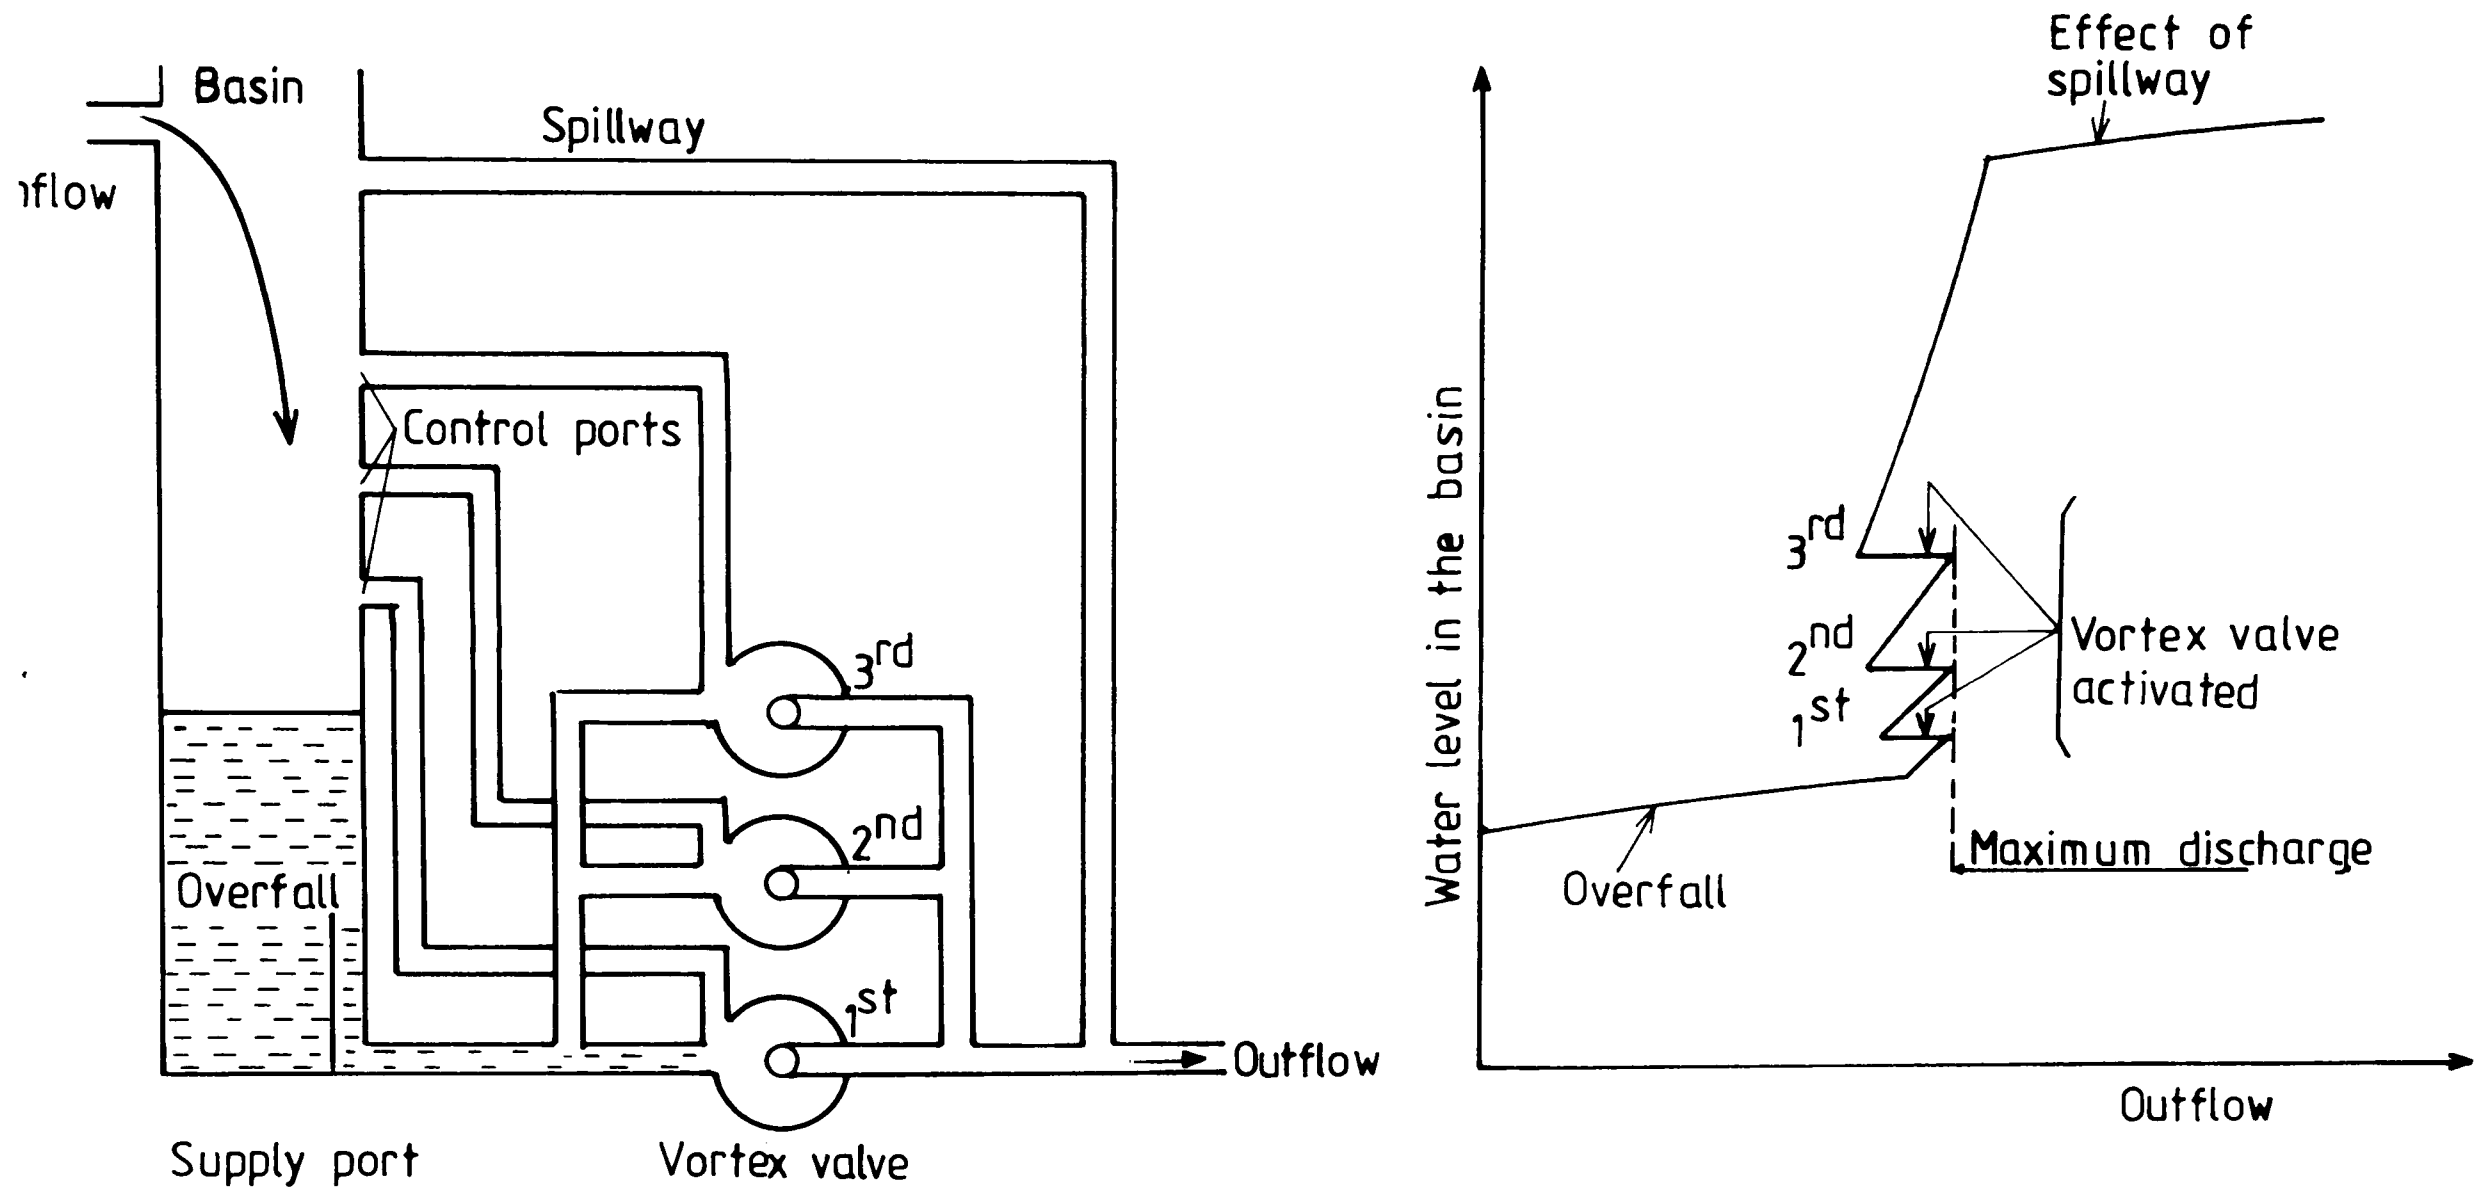 Basin
Spillway
nflow
Control ports
3rd
2nd
Overfall
1st
Outflow
Supply port
Vortex valve
Effect of
spillway
Water level in the basin
3rd
2nd
1st
Vortex valve
activated
Maximum discharge
Overfall
Outflow